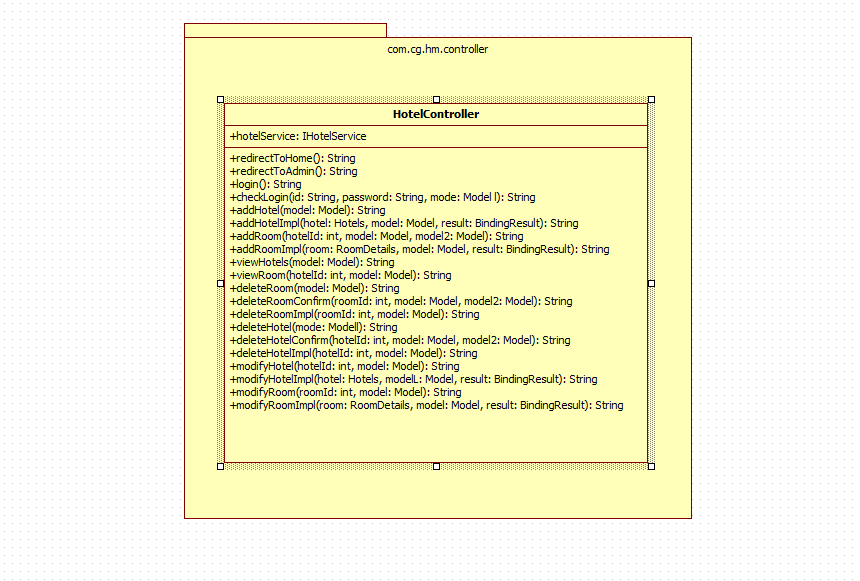 com.cg.hm.controller
HotelController
+hotelService: IHotelService
+redirectToHome(): String
+redirectToAdmin(): String
+login(): String
+checkLogin(id: String, password: String, mode: Model l): String
+addHotel(model: Model): String
+addHotelImpl(hotel: Hotels, model: Model, result: BindingResult): String
+addRoom(hotelId: int, model: Model, model2: Model): String
+addRoomImpl(room: RoomDetails, model: Model, result: BindingResult): String
+viewHotels(model: Model): String
+viewRoom(hotelId: int, model: Model): String
+deleteRoom(model: Model): String
+deleteRoomConfirm(roomId: int, model: Model, model2: Model): String
+deleteRoomImpl(roomId: int, model: Model): String
+deleteHotel(mode: Modell): String
+deleteHotelConfirm(hotelId: int, model: Model, model2: Model): String
+deleteHotelImpl(hotelId: int, model: Model): String
+modifyHotel(hotelId: int, model: Model): String
+modifyHotelImpl(hotel: Hotels, modelL: Model, result: BindingResult): String
+modifyRoom(roomId: int, model: Model): String
+modifyRoomImpl(room: RoomDetails, model: Model, result: BindingResult): String